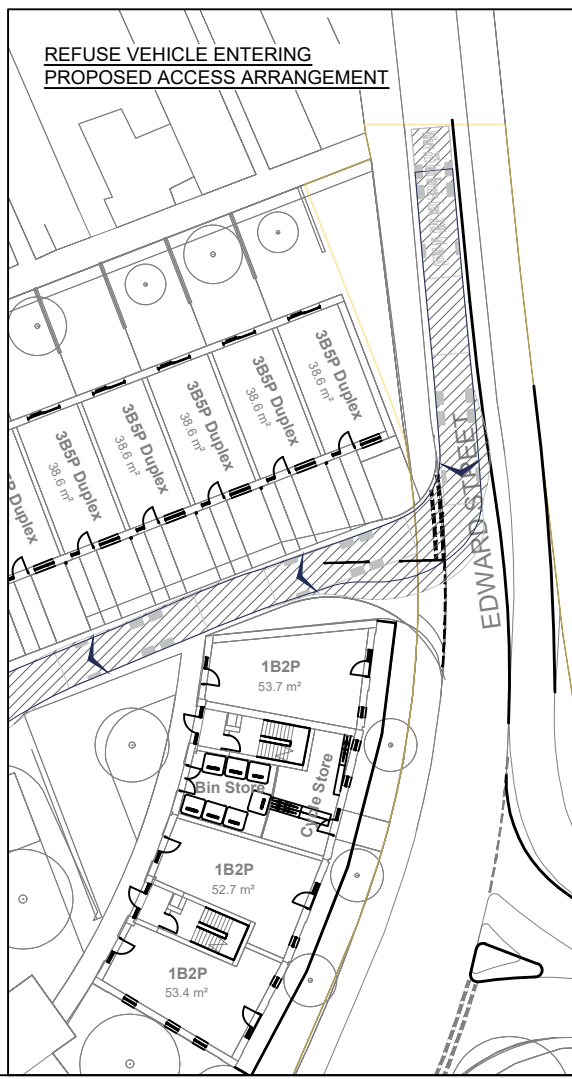 REFUSE VEHICLE ENTERING
PROPOSED ACCESS ARRANGEMENT
3B5P Duplex
38.6 m²
3B5P Duplex
38.6 m²
3B5P Duplex
38.6 m²
3B5P Duplex
38.6 m²
3B5P Duplex
38.6 m²
P Duplex
EDWARD STREET
1B2P
53.7 m²
Bin Store
Cycle Store
1B2P
52.7 m²
1B2P
53.4 m²